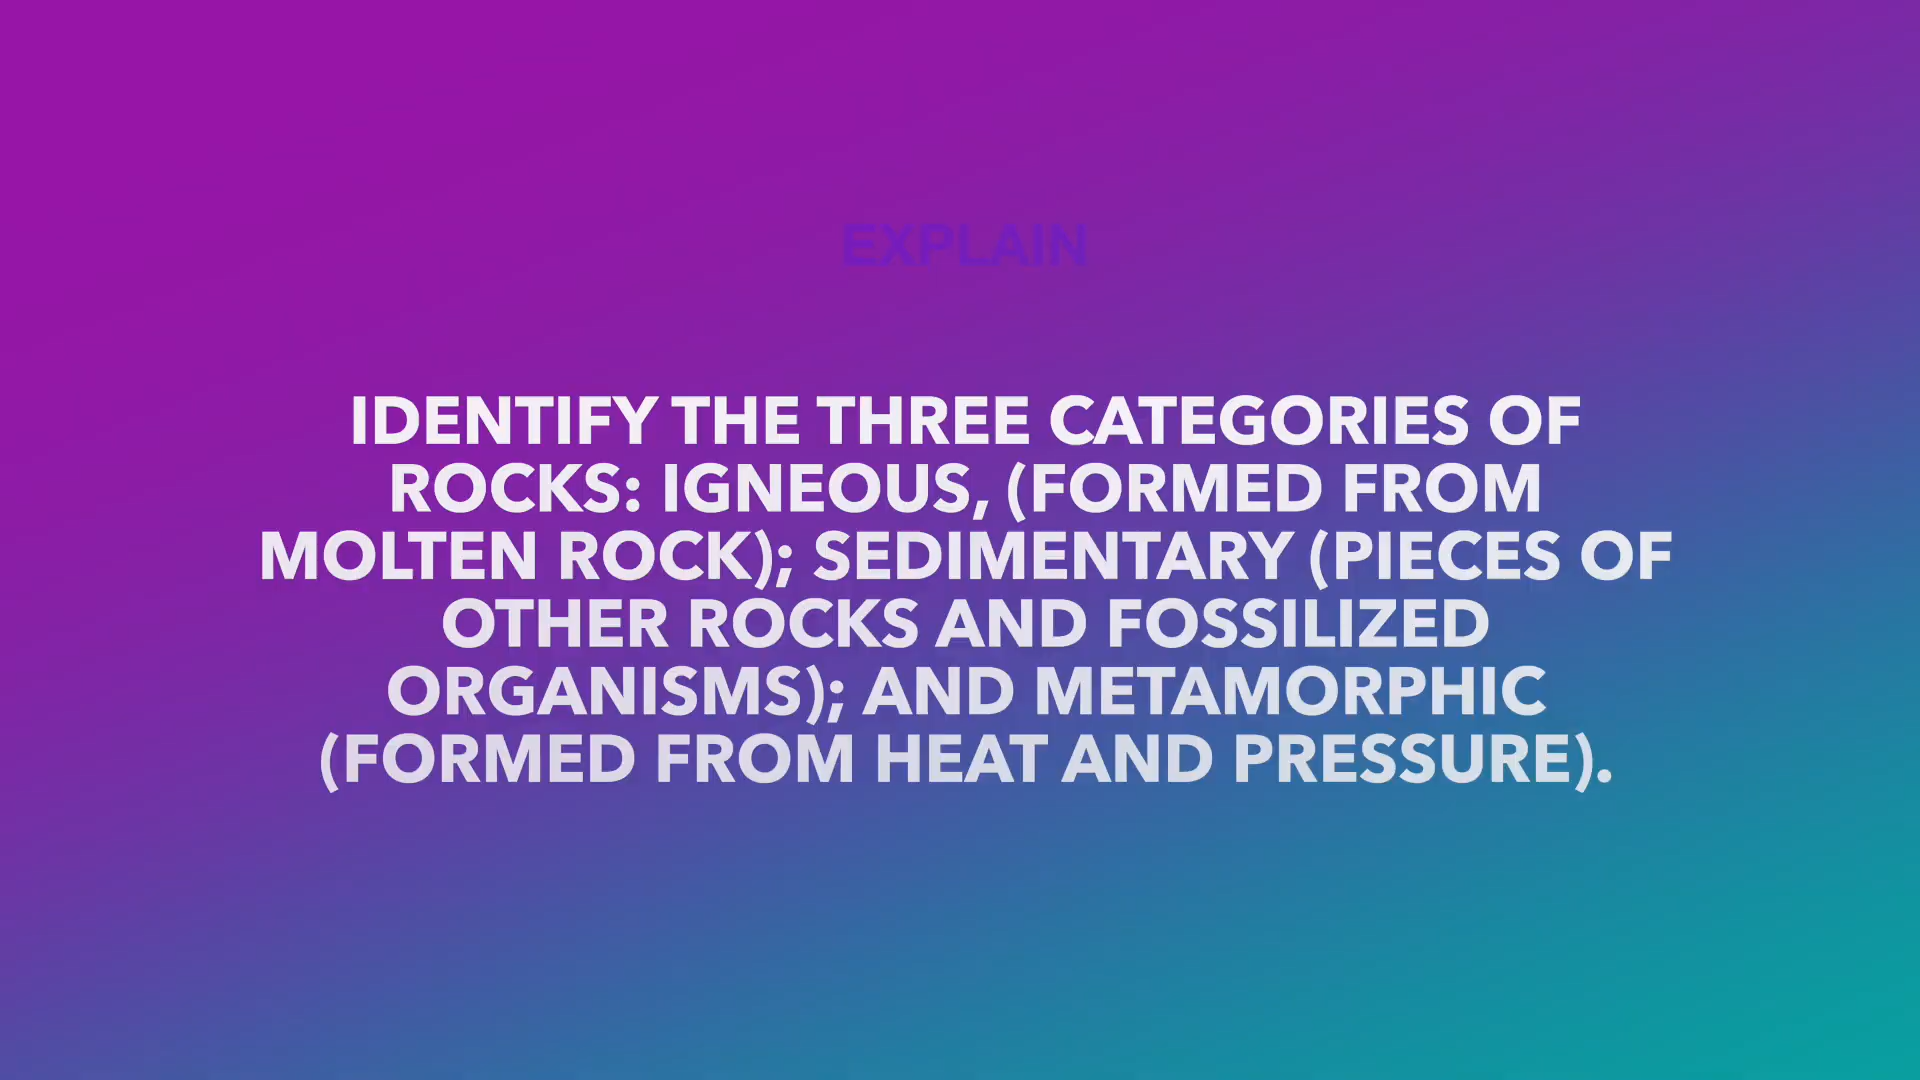 EXPLAIN
IDENTIFY THE THREE CATEGORIES OF
ROCKS: IGNEOUS, (FORMED FROM
MOLTEN ROCK); SEDIMENTARY (PIECES OF
OTHER ROCKS AND FOSSILIZED
ORGANISMS); AND METAMORPHIC
(FORMED FROM HEAT AND PRESSURE).